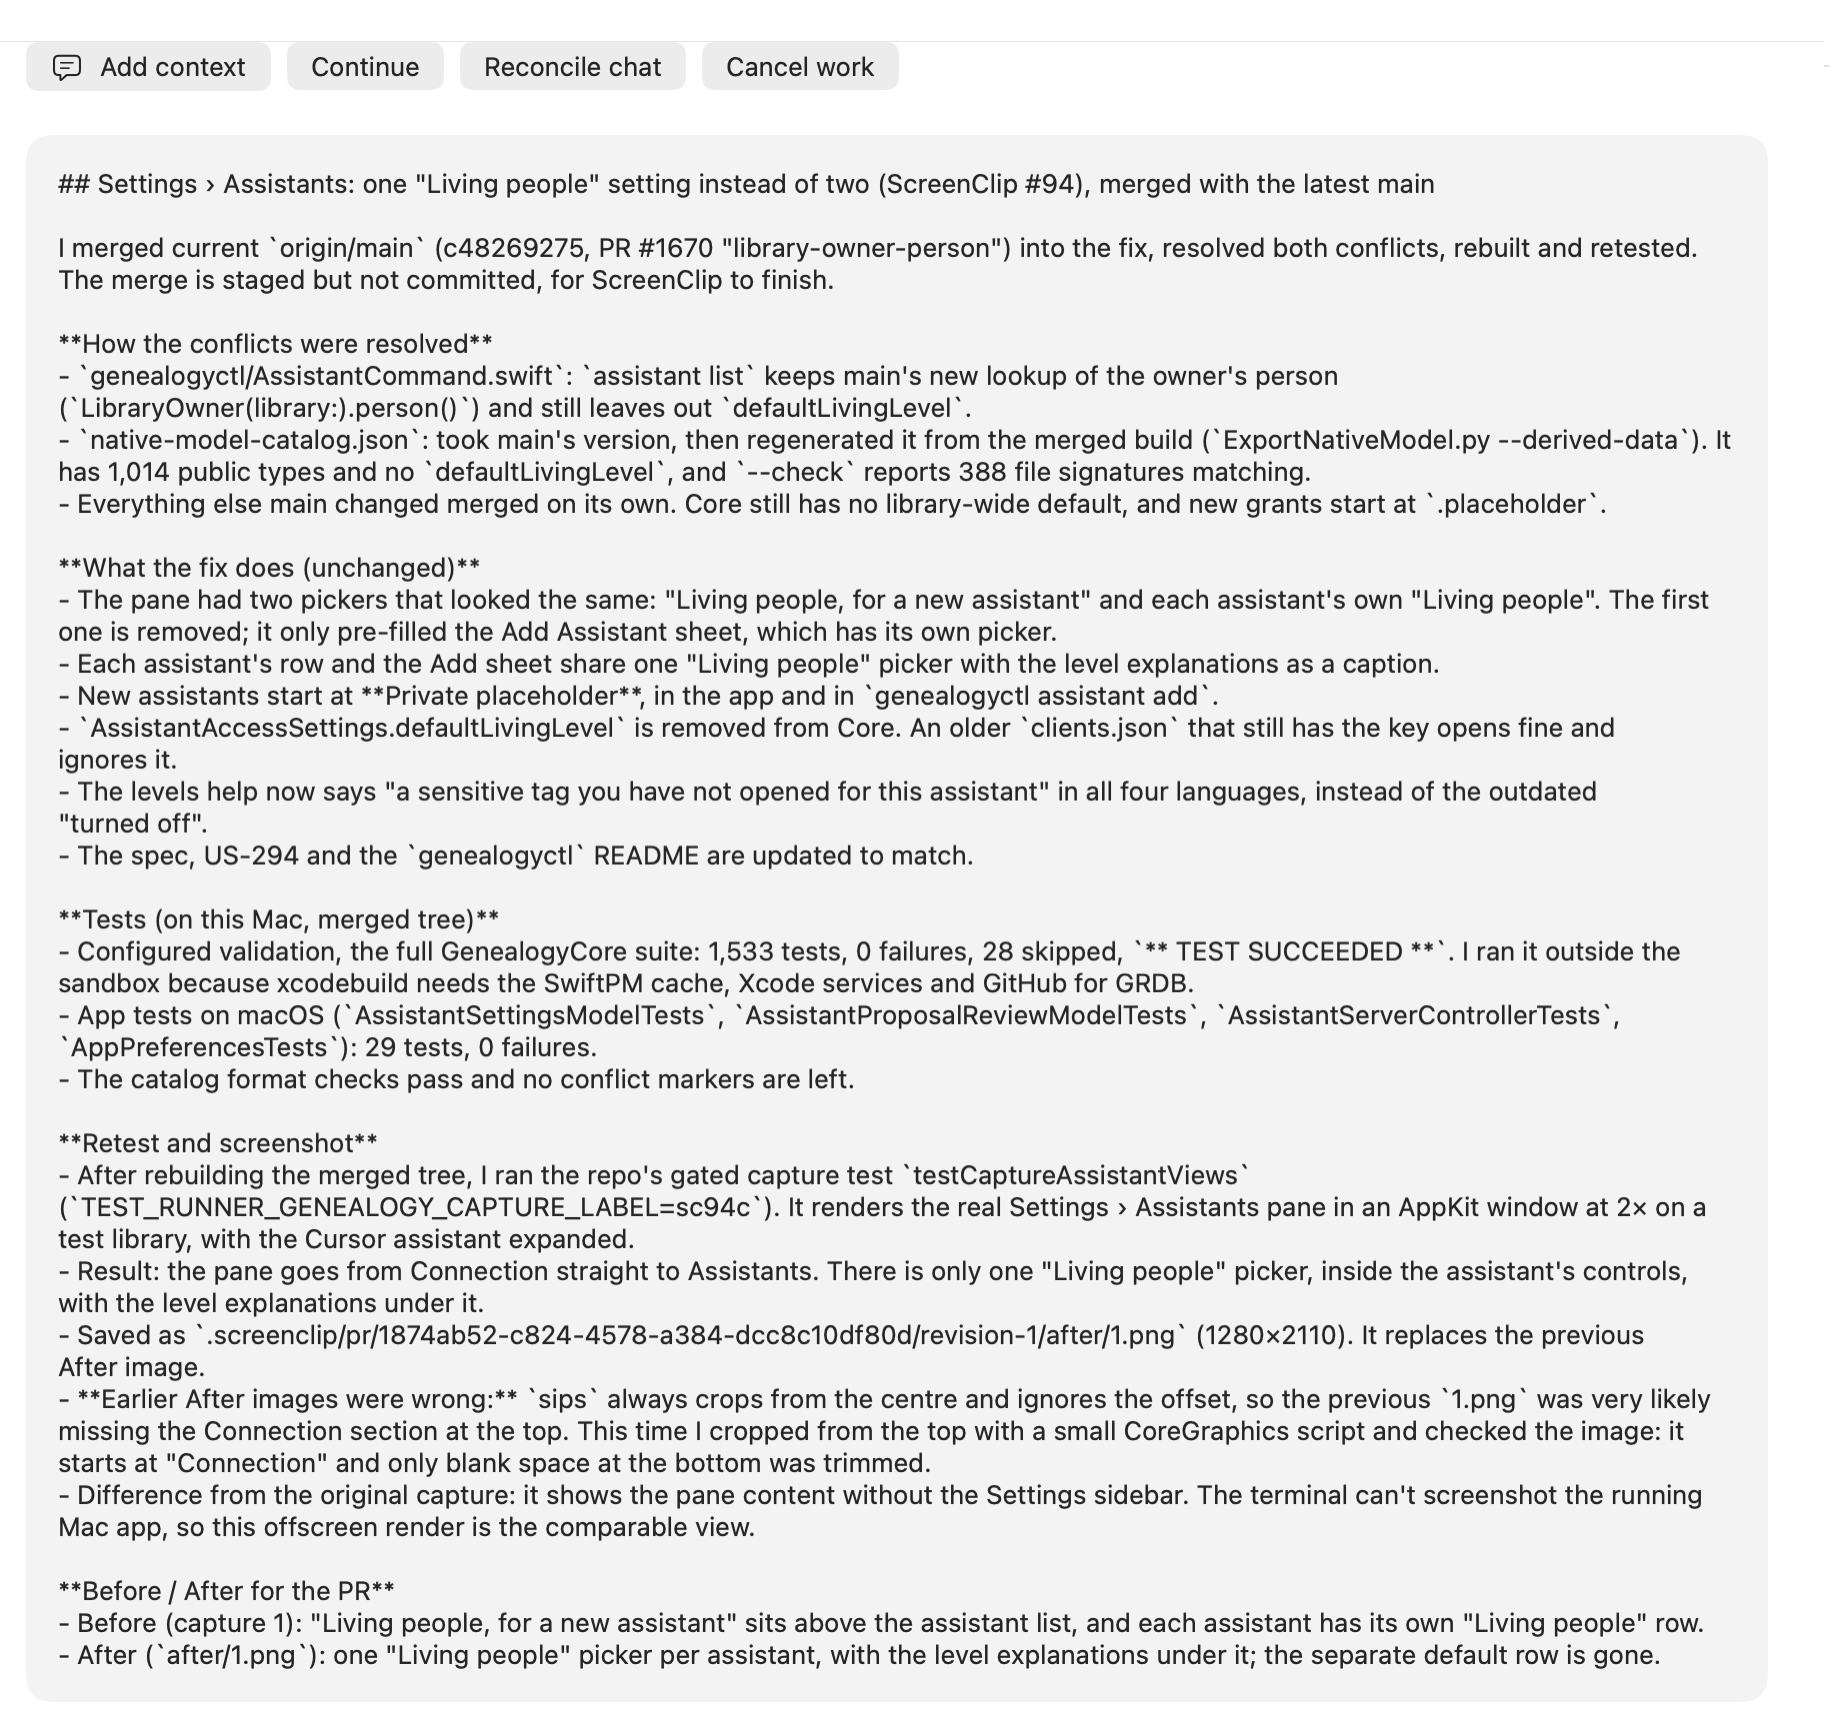 Add context
Continue
Reconcile chat
Cancel work
## Settings › Assistants: one "Living people" setting instead of two (ScreenClip #94), merged with the latest main
I merged current `origin/main` (c48269275, PR #1670 "library-owner-person") into the fix, resolved both conflicts, rebuilt and retested.
The merge is staged but not committed, for ScreenClip to finish.
**How the conflicts were resolved**
- `genealogyctl/AssistantCommand.swift`: `assistant list` keeps main's new lookup of the owner's person
(`LibraryOwner(library:).person()`) and still leaves out `defaultLivingLevel`.
- `native-model-catalog.json`: took main's version, then regenerated it from the merged build (`ExportNativeModel.py --derived-data`). It
has 1,014 public types and no `defaultLivingLevel`, and `--check` reports 388 file signatures matching.
- Everything else main changed merged on its own. Core still has no library-wide default, and new grants start at `.placeholder`.
**What the fix does (unchanged)**
- The pane had two pickers that looked the same: "Living people, for a new assistant" and each assistant's own "Living people". The first
one is removed; it only pre-filled the Add Assistant sheet, which has its own picker.
- Each assistant's row and the Add sheet share one "Living people" picker with the level explanations as a caption.
- New assistants start at **Private placeholder**, in the app and in `genealogyctl assistant add`.
- `AssistantAccessSettings.defaultLivingLevel` is removed from Core. An older `clients.json` that still has the key opens fine and
ignores it.
- The levels help now says "a sensitive tag you have not opened for this assistant" in all four languages, instead of the outdated
"turned off".
- The spec, US-294 and the `genealogyctl` README are updated to match.
**Tests (on this Mac, merged tree)**
- Configured validation, the full GenealogyCore suite: 1,533 tests, 0 failures, 28 skipped, `** TEST SUCCEEDED **`. I ran it outside the
sandbox because xcodebuild needs the SwiftPM cache, Xcode services and GitHub for GRDB.
- App tests on macOS (`AssistantSettingsModelTests`, `AssistantProposalReviewModelTests`, `AssistantServerControllerTests`,
`AppPreferencesTests`): 29 tests, 0 failures.
- The catalog format checks pass and no conflict markers are left.
**Retest and screenshot**
- After rebuilding the merged tree, I ran the repo's gated capture test `testCaptureAssistantViews`
(`TEST_RUNNER_GENEALOGY_CAPTURE_LABEL=sc94c`). It renders the real Settings › Assistants pane in an AppKit window at 2× on a
test library, with the Cursor assistant expanded.
- Result: the pane goes from Connection straight to Assistants. There is only one "Living people" picker, inside the assistant's controls,
with the level explanations under it.
- Saved as `.screenclip/pr/1874ab52-c824-4578-a384-dcc8c10df80d/revision-1/after/1.png` (1280×2110). It replaces the previous
After image.
- **Earlier After images were wrong:** `sips` always crops from the centre and ignores the offset, so the previous `1.png` was very likely
missing the Connection section at the top. This time I cropped from the top with a small CoreGraphics script and checked the image: it
starts at "Connection" and only blank space at the bottom was trimmed.
- Difference from the original capture: it shows the pane content without the Settings sidebar. The terminal can't screenshot the running
Mac app, so this offscreen render is the comparable view.
**Before / After for the PR**
- Before (capture 1): "Living people, for a new assistant" sits above the assistant list, and each assistant has its own "Living people" row.
- After (`after/1.png`): one "Living people" picker per assistant, with the level explanations under it; the separate default row is gone.